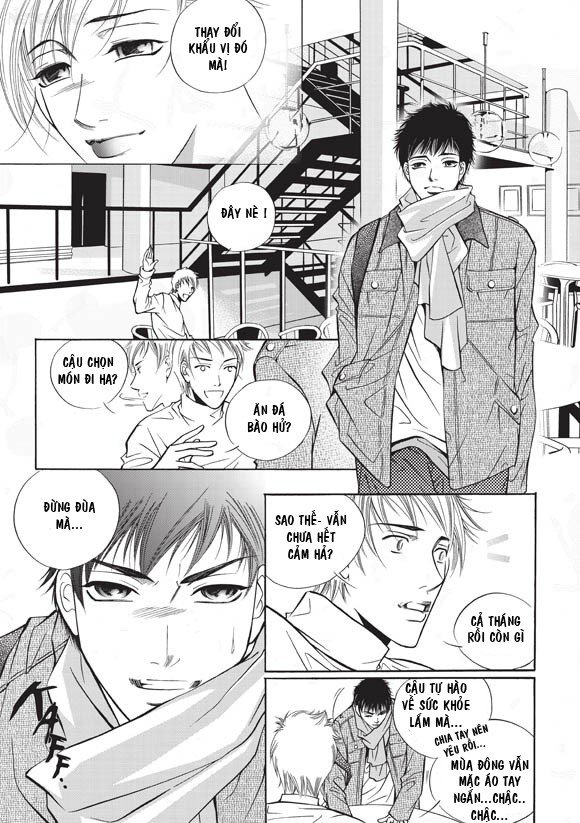 THAY ĐỔI
KHẨU VỊ ĐÓ
MÀ!
ĐÂY NÈ !
CẬU CHỌN
MÓN ĐI HA?
ĂN ĐÁ
BÀO HỬ?
ĐỪNG ĐÙA
MÀ...
SAO THẾ- VẪN
CHƯA HẾT
CẢM HẢ?
CẢ THÁNG
RỒI CÒN GÌ
KAFF..
CẬU TỰ HÀO
VỀ SỨC KHỎE
LẮM MÀ...
CHIA TAY NÊN
YẾU RỒI...
MÙA ĐÔNG VẪN
MẶC ÁO TAY
NGẮN...CHẬC..
CHẬC...